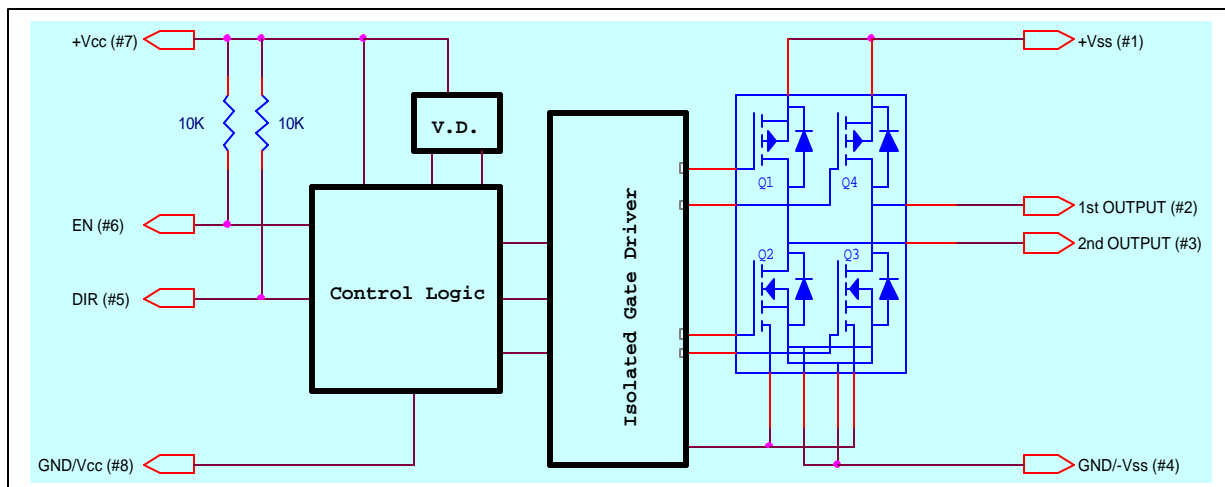 +Vcc (#7)
+Vss (#1)
10K
10K
V.D.
Q1
Q4
EN (#6)
1st OUTPUT (#2)
2nd OUTPUT (#3)
Q2
Q3
DIR (#5)
Control Logic
Isolated Gate Driver
GND/Vcc (#8)
GND/-Vss (#4)